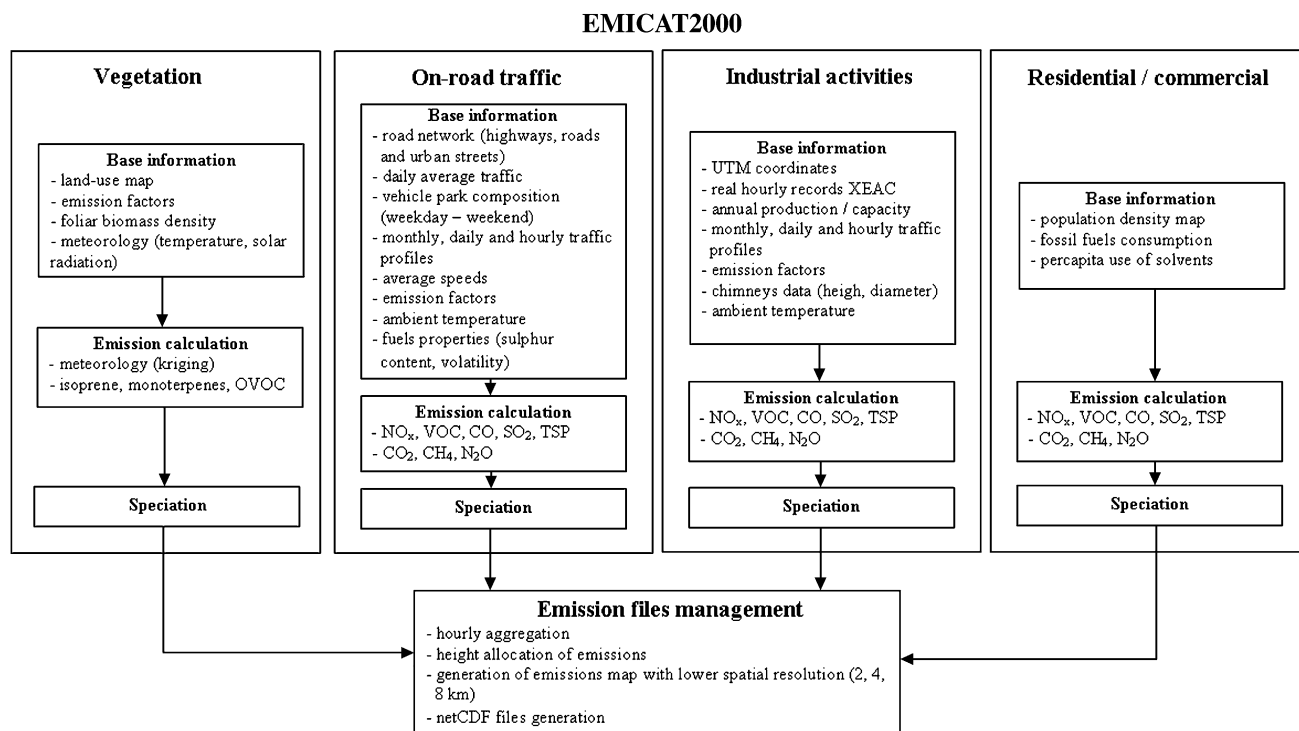 EMICAT2000
Vegetation
Base information
- land-use map
- emission factors
- foliar biomass density
- meteorology (temperature, solar
radiation)
Emission calculation
- meteorology (kriging)
- isoprene, monoterpenes, OVOC
Speciation
On-road traffic
Base information
- road network (highways, roads
and urban streets)
- daily average traffic
- vehicle park composition
(weekday – weekend)
- monthly, daily and hourly traffic
profiles
- average speeds
- emission factors
- ambient temperature
- fuels properties (sulphur
content, volatility)
Emission calculation
- NOₓ, VOC, CO, SO₂, TSP
- CO₂, CH₄, N₂O
Speciation
Industrial activities
Base information
- UTM coordinates
- real hourly records XEAC
- annual production / capacity
- monthly, daily and hourly traffic
profiles
- emission factors
- chimneys data (heigh, diameter)
- ambient temperature
Emission calculation
- NOₓ, VOC, CO, SO₂, TSP
- CO₂, CH₄, N₂O
Speciation
Residential / commercial
Base information
- population density map
- fossil fuels consumption
- percapita use of solvents
Emission calculation
- NOₓ, VOC, CO, SO₂, TSP
- CO₂, CH₄, N₂O
Speciation
Emission files management
- hourly aggregation
- height allocation of emissions
- generation of emissions map with lower spatial resolution (2, 4,
8 km)
- netCDF files generation